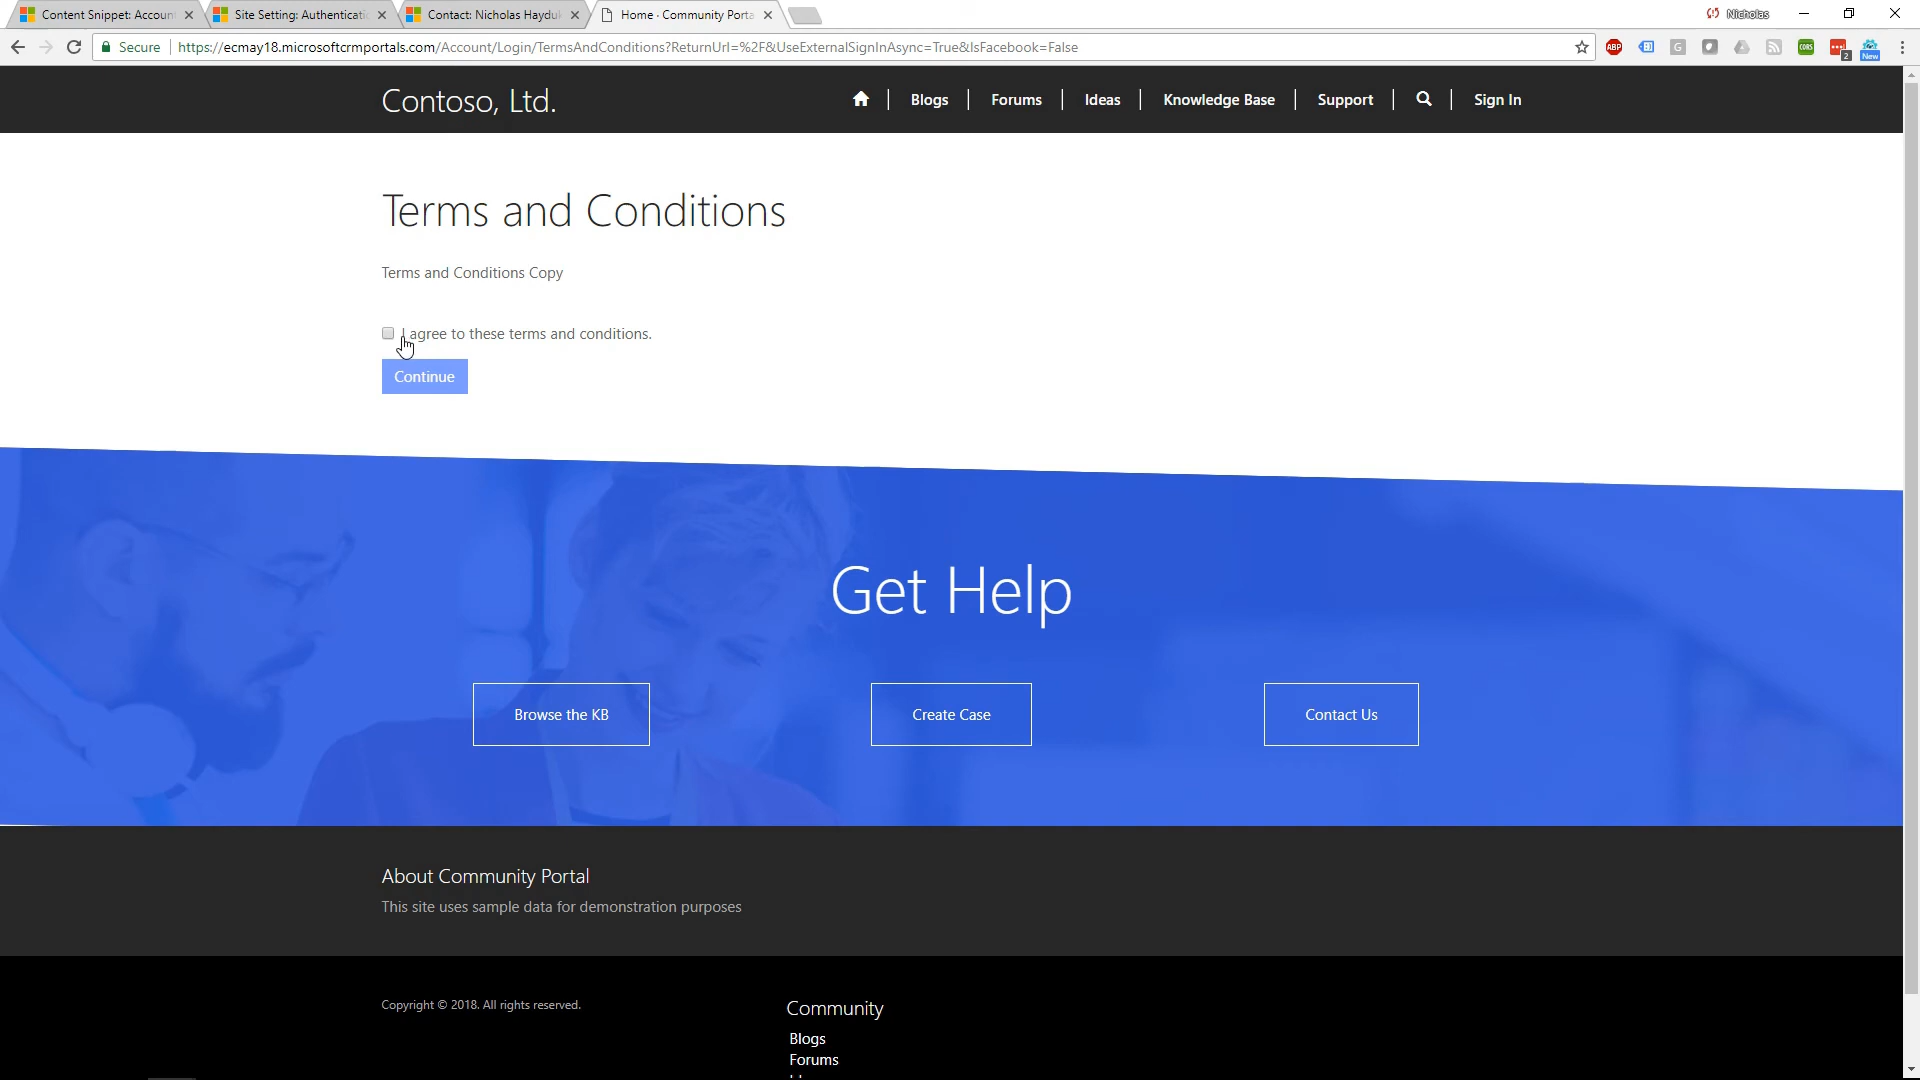 Content Snippet: Accoun
Site Setting: Authenticati
Contact: Nicholas Hayduk
Home · Community Porta
Nicholas
Secure
https://ecmay18.microsoftcrmportals.com/Account/Login/TermsAndConditions?ReturnUrl=%2F&UseExternalSignInAsync=True&IsFacebook=False
ABP
G
CORS
2
New
Contoso, Ltd.
Blogs
Forums
Ideas
Knowledge Base
Support
Sign In
Terms and Conditions
Terms and Conditions Copy
I agree to these terms and conditions.
Continue
Get Help
Browse the KB
Create Case
Contact Us
About Community Portal
This site uses sample data for demonstration purposes
Copyright © 2018. All rights reserved.
Community
Blogs
Forums